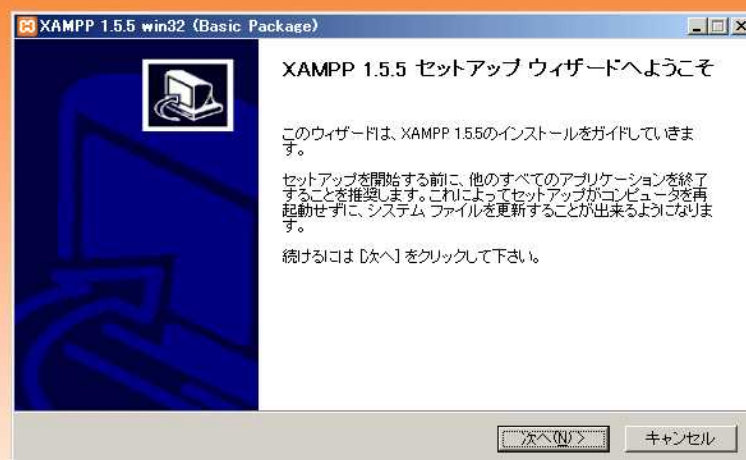 XAMPP 1.5.5 win32 (Basic Package)
XAMPP 1.5.5 セットアップ ウィザードへようこそ
このウィザードは、XAMPP 1.5.5のインストールをガイドしていきま
す。
セットアップを開始する前に、他のすべてのアプリケーションを終了
することを推奨します。これによってセットアップがコンピュータを再
起動せずに、システム ファイルを更新することが出来るようになりま
す。
続けるには [次へ] をクリックして下さい。
次へ(N) >
キャンセル